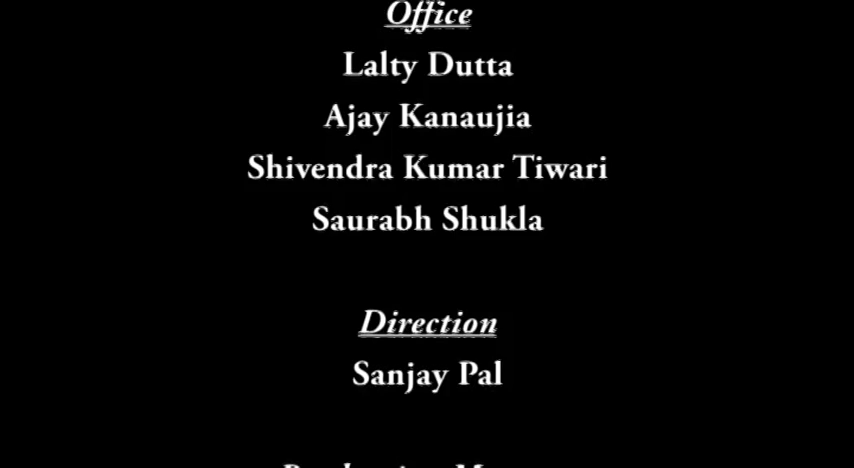 Office
Lalty Dutta
Ajay Kanaujia
Shivendra Kumar Tiwari
Saurabh Shukla
Direction
Sanjay Pal